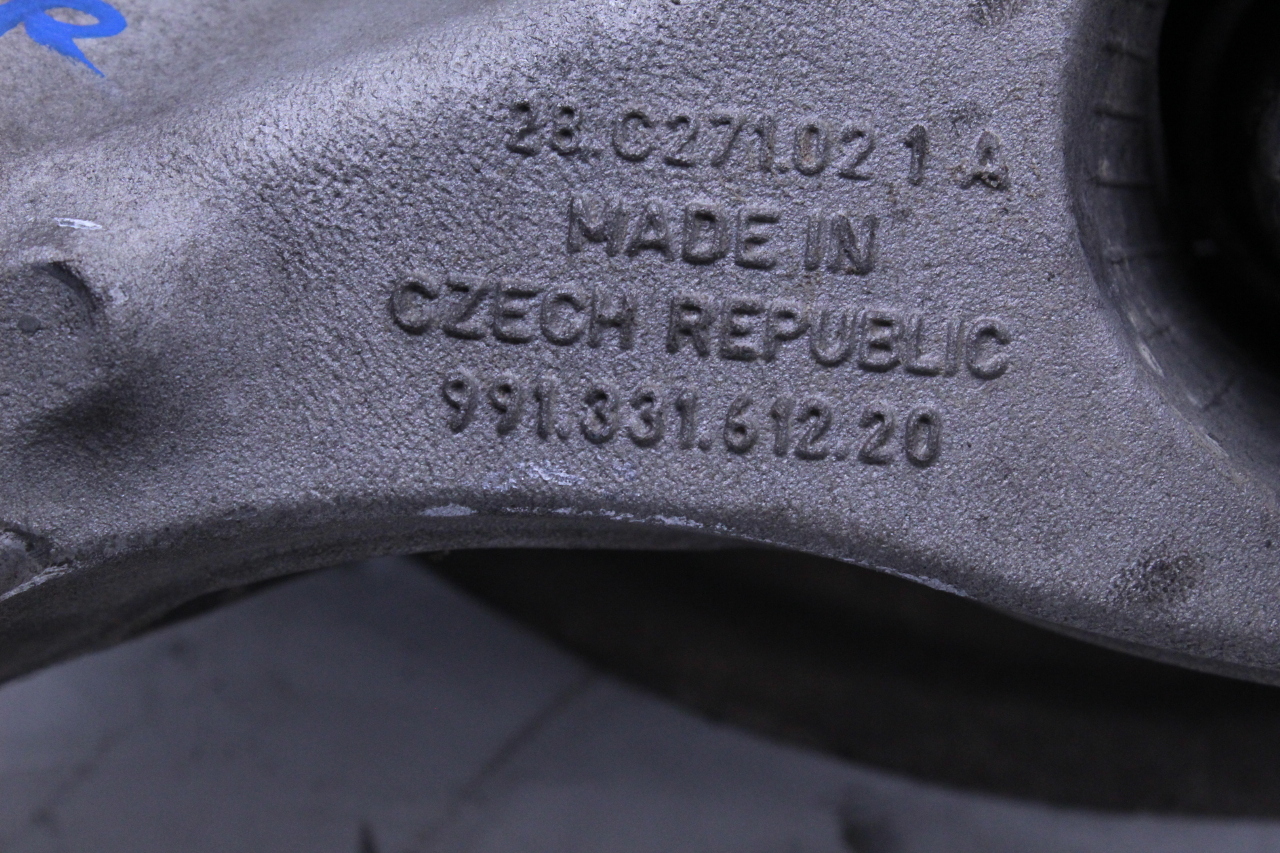 R
28.C271.02 1 A
MADE IN
CZECH REPUBLIC
991.331.612.20